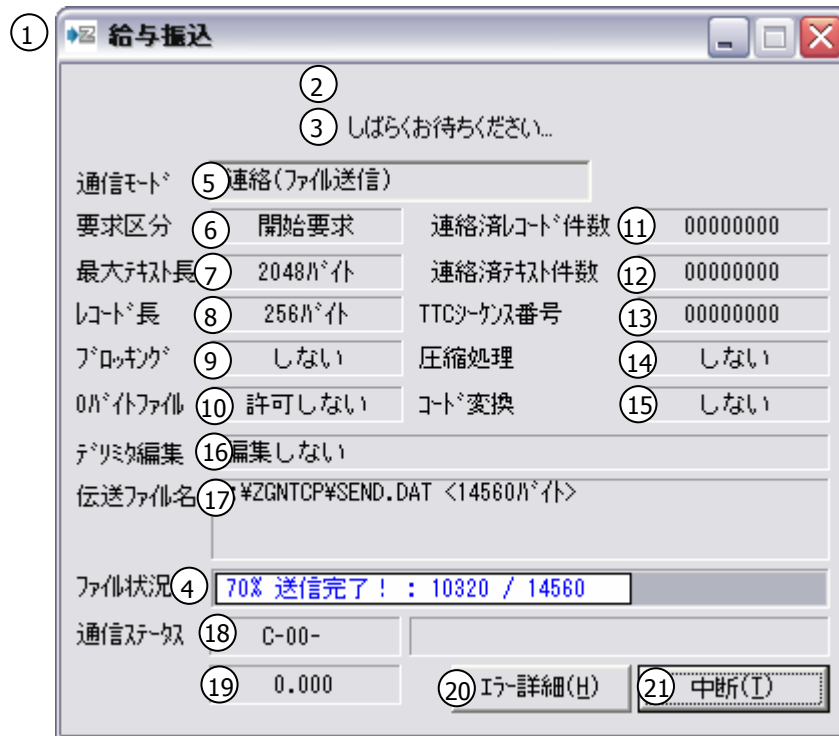 ① 給与振込
②
③ しばらくお待ちください...
通信ﾓｰﾄﾞ ⑤ 連絡(ﾌｧｲﾙ送信)
要求区分 ⑥ 開始要求 連絡済ﾚｺｰﾄﾞ件数 ⑪ 00000000
最大ﾃｷｽﾄ長 ⑦ 2048ﾊﾞｲﾄ 連絡済ﾃｷｽﾄ件数 ⑫ 00000000
ﾚｺｰﾄﾞ長 ⑧ 256ﾊﾞｲﾄ TTCｼｰｹﾝｽ番号 ⑬ 00000000
ﾌﾞﾛｯｷﾝｸﾞ ⑨ しない 圧縮処理 ⑭ しない
0ﾊﾞｲﾄﾌｧｲﾙ ⑩ 許可しない ｺｰﾄﾞ変換 ⑮ しない
ﾃﾞﾘﾐﾀ編集 ⑯ 編集しない
伝送ﾌｧｲﾙ名 ⑰ :¥ZGNTCP¥SEND.DAT <14560ﾊﾞｲﾄ>
ﾌｧｲﾙ状況 ④ 70% 送信完了! : 10320 / 14560
通信ｽﾃｰﾀｽ ⑱ C-00-
⑲ 0.000 ⑳ ｴﾗｰ詳細(H) ㉑ 中断(T)